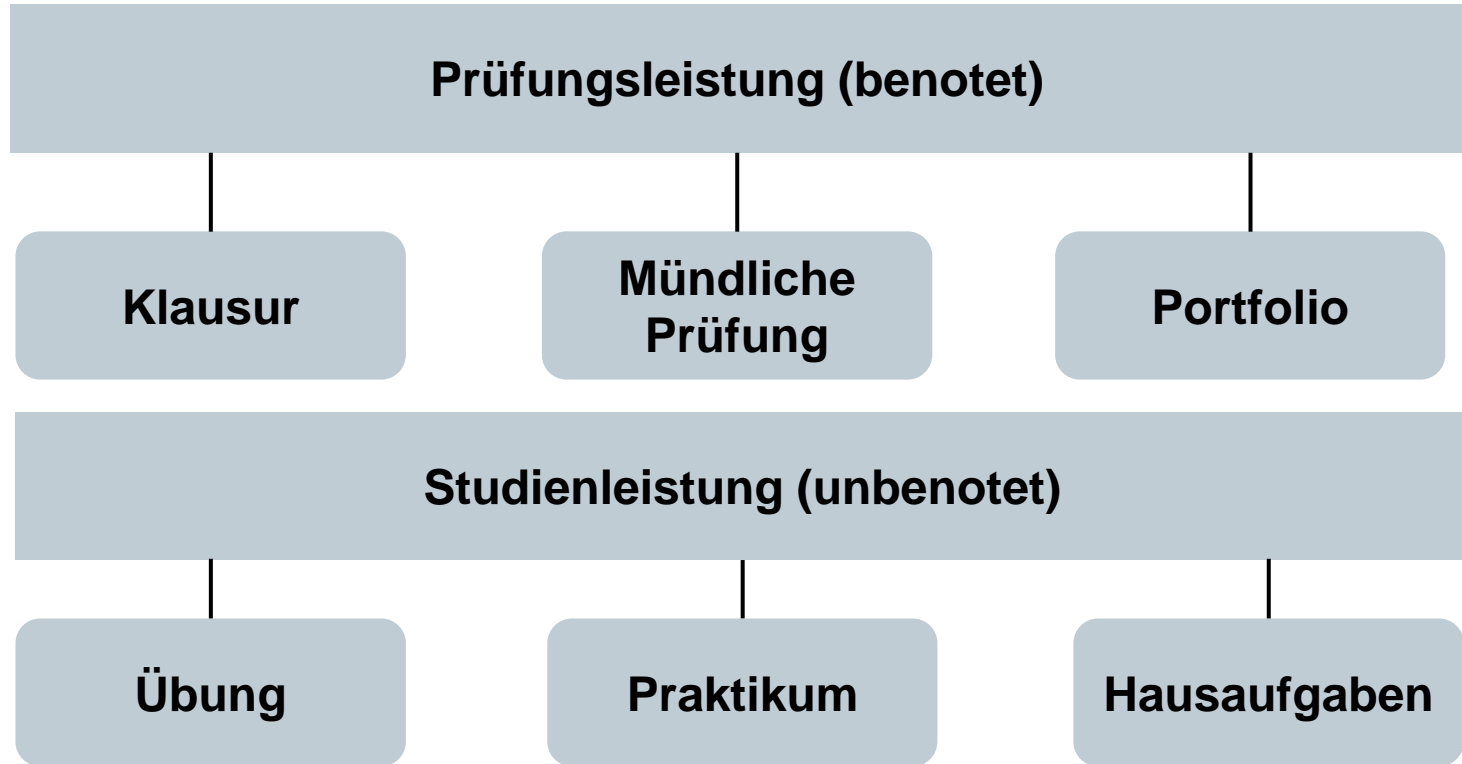 Prüfungsleistung (benotet)
Klausur
Mündliche
Prüfung
Portfolio
Studienleistung (unbenotet)
Übung
Praktikum
Hausaufgaben